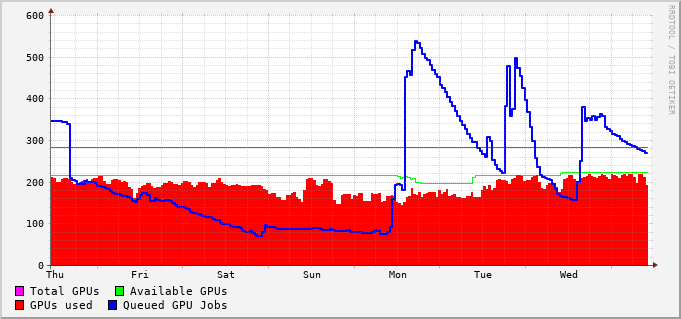 600
500
400
300
200
100
0
Thu Fri Sat Sun Mon Tue Wed
Total GPUs Available GPUs
GPUs used Queued GPU Jobs
RRDTOOL / TOBI OETIKER